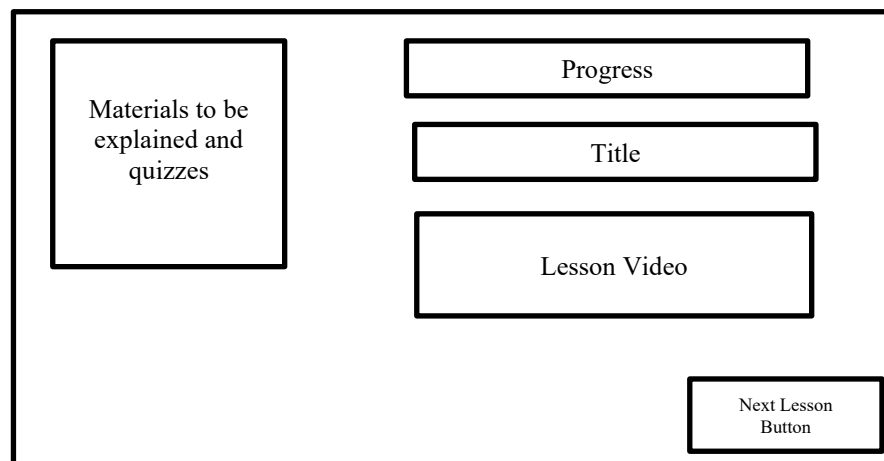 Materials to be
explained and
quizzes
Progress
Title
Lesson Video
Next Lesson
Button